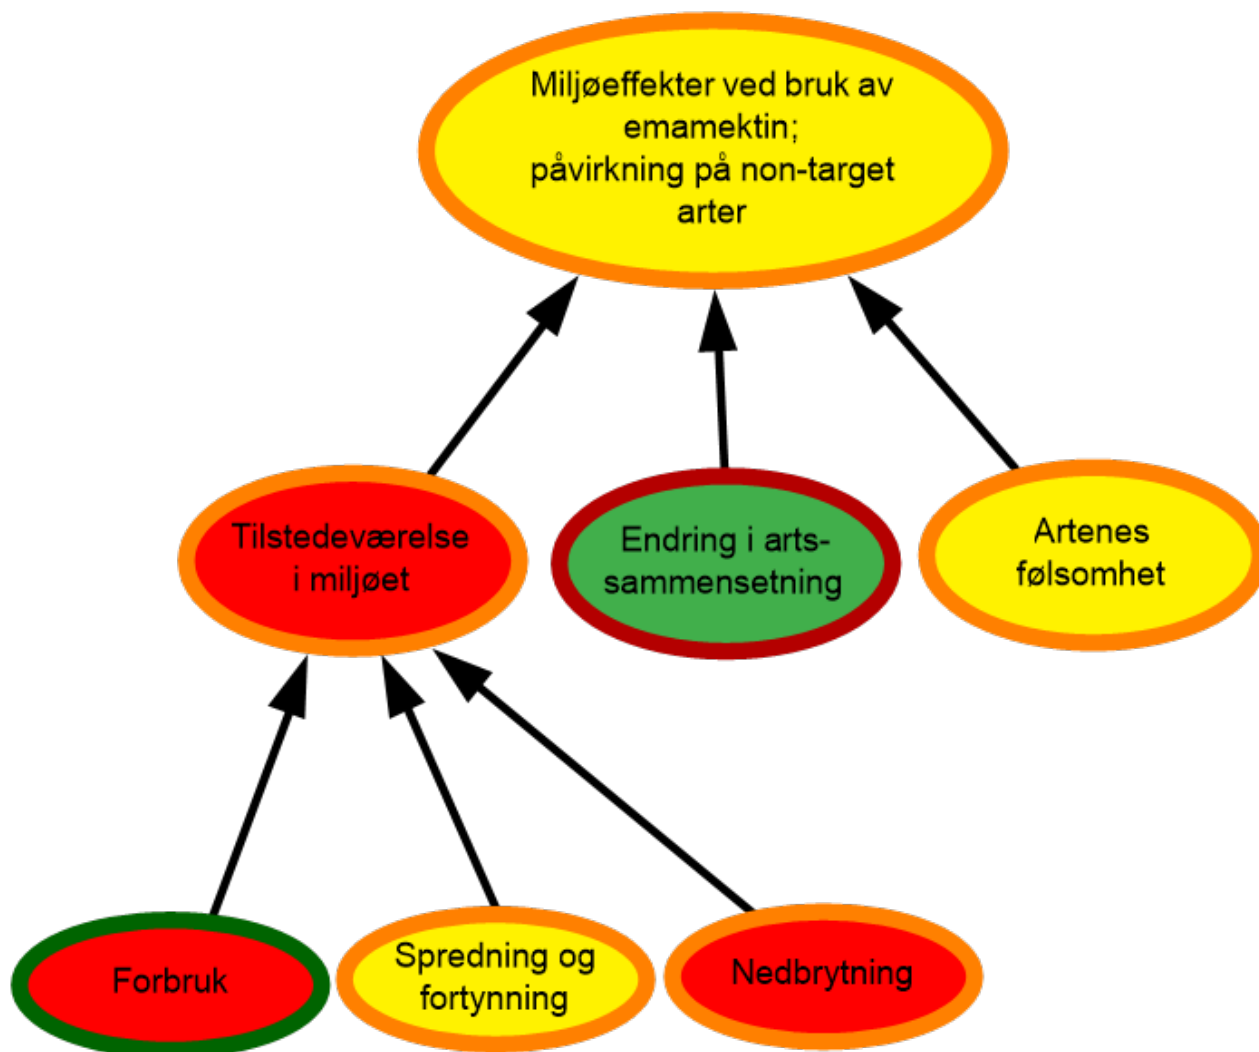 Miljøeffekter ved bruk av
emamektin;
påvirkning på non-target
arter
Tilstedeværelse
i miljøet
Endring i arts-
sammensetning
Artenes
følsomhet
Forbruk
Spredning og
fortynning
Nedbrytning